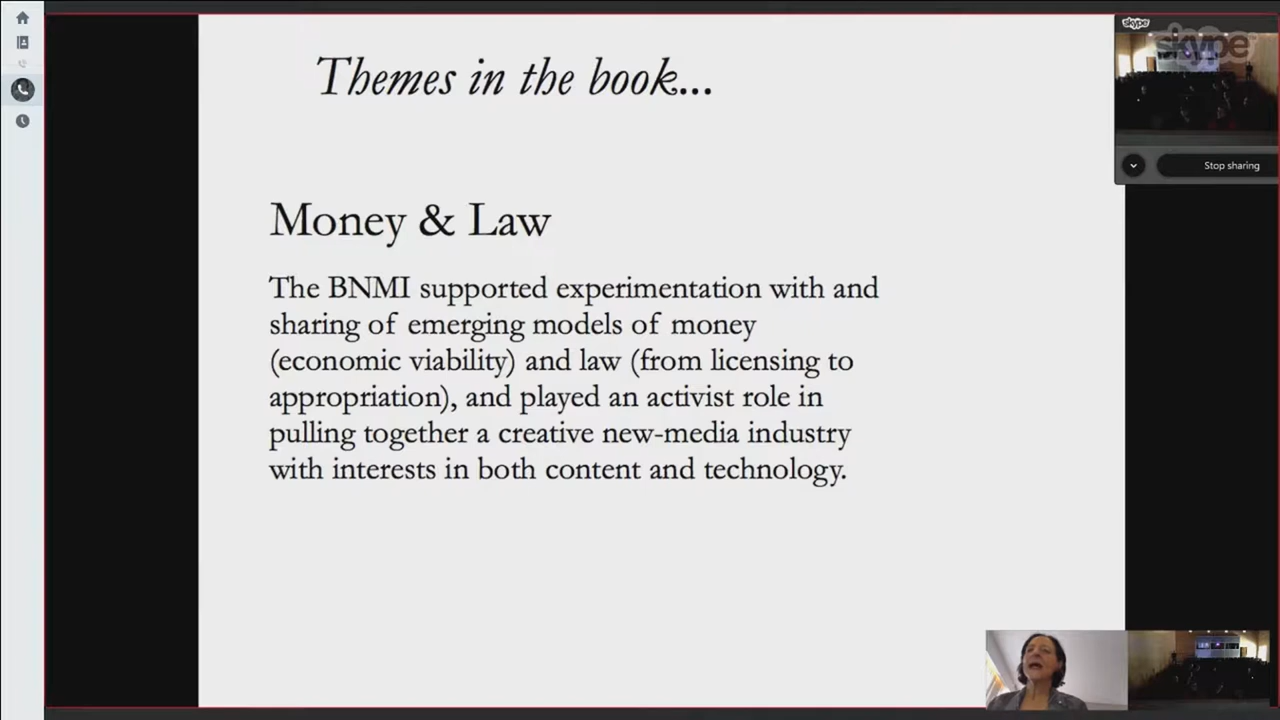 Themes in the book...
skype
skype
Stop sharing
Money & Law
The BNMI supported experimentation with and
sharing of emerging models of money
(economic viability) and law (from licensing to
appropriation), and played an activist role in
pulling together a creative new-media industry
with interests in both content and technology.